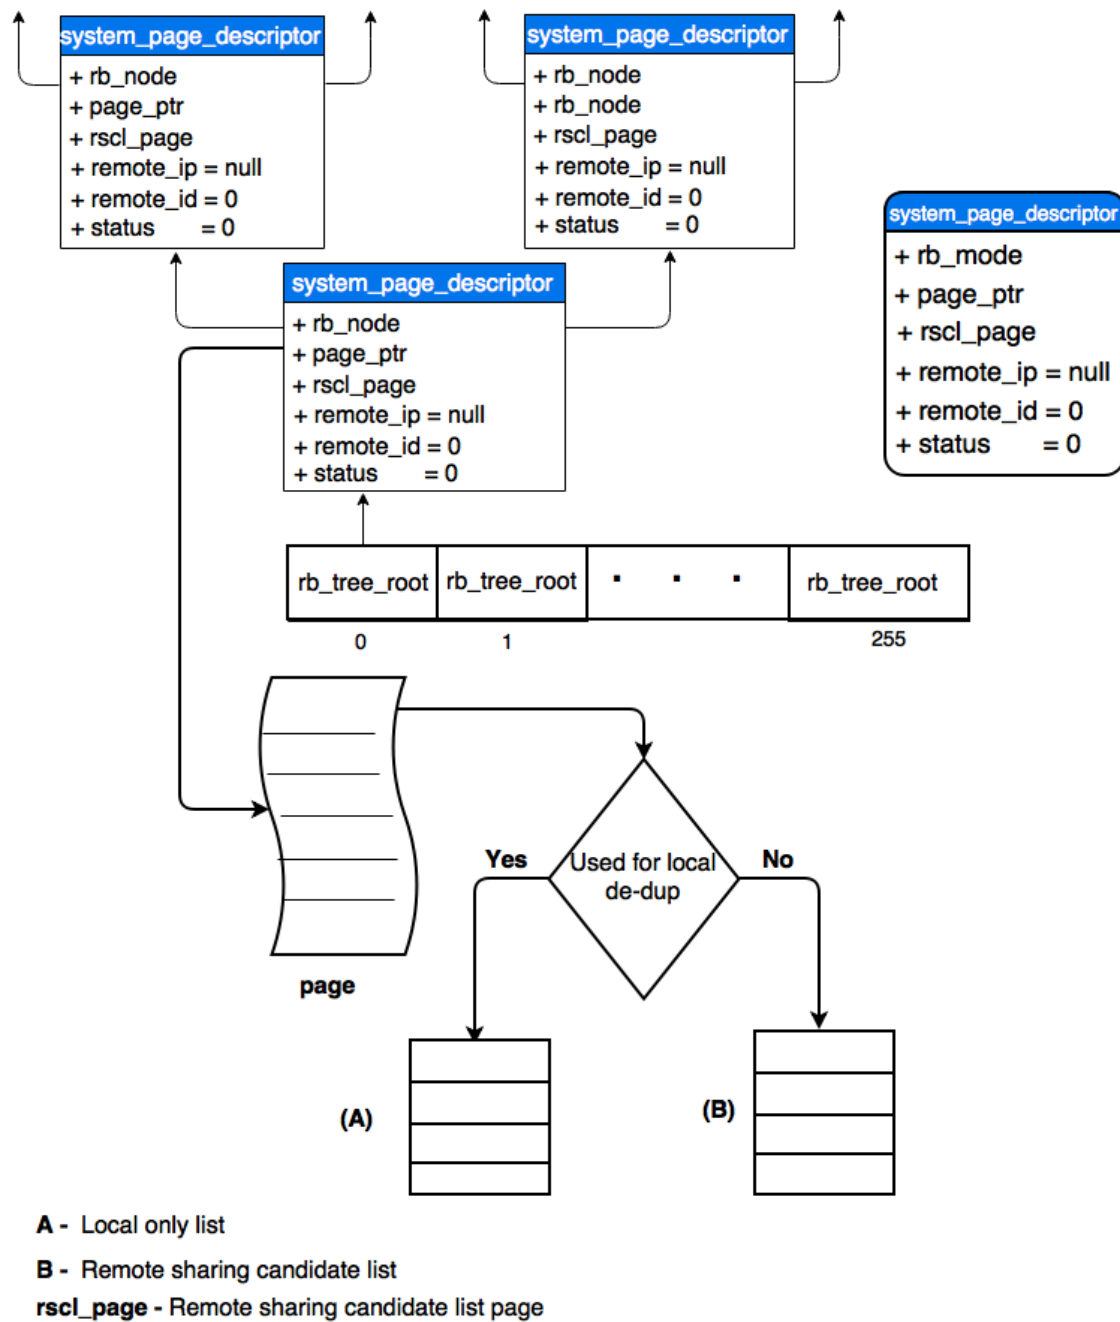 system_page_descriptor
+ rb_node
+ page_ptr
+ rscl_page
+ remote_ip = null
+ remote_id = 0
+ status = 0
system_page_descriptor
+ rb_node
+ rb_node
+ rscl_page
+ remote_ip = null
+ remote_id = 0
+ status = 0
system_page_descriptor
+ rb_mode
+ page_ptr
+ rscl_page
+ remote_ip = null
+ remote_id = 0
+ status = 0
system_page_descriptor
+ rb_node
+ page_ptr
+ rscl_page
+ remote_ip = null
+ remote_id = 0
+ status = 0
rb_tree_root rb_tree_root . . . rb_tree_root
0 1 255
page
Used for local
de-dup
Yes
No
(A)
(B)
A - Local only list
B - Remote sharing candidate list
rscl_page - Remote sharing candidate list page